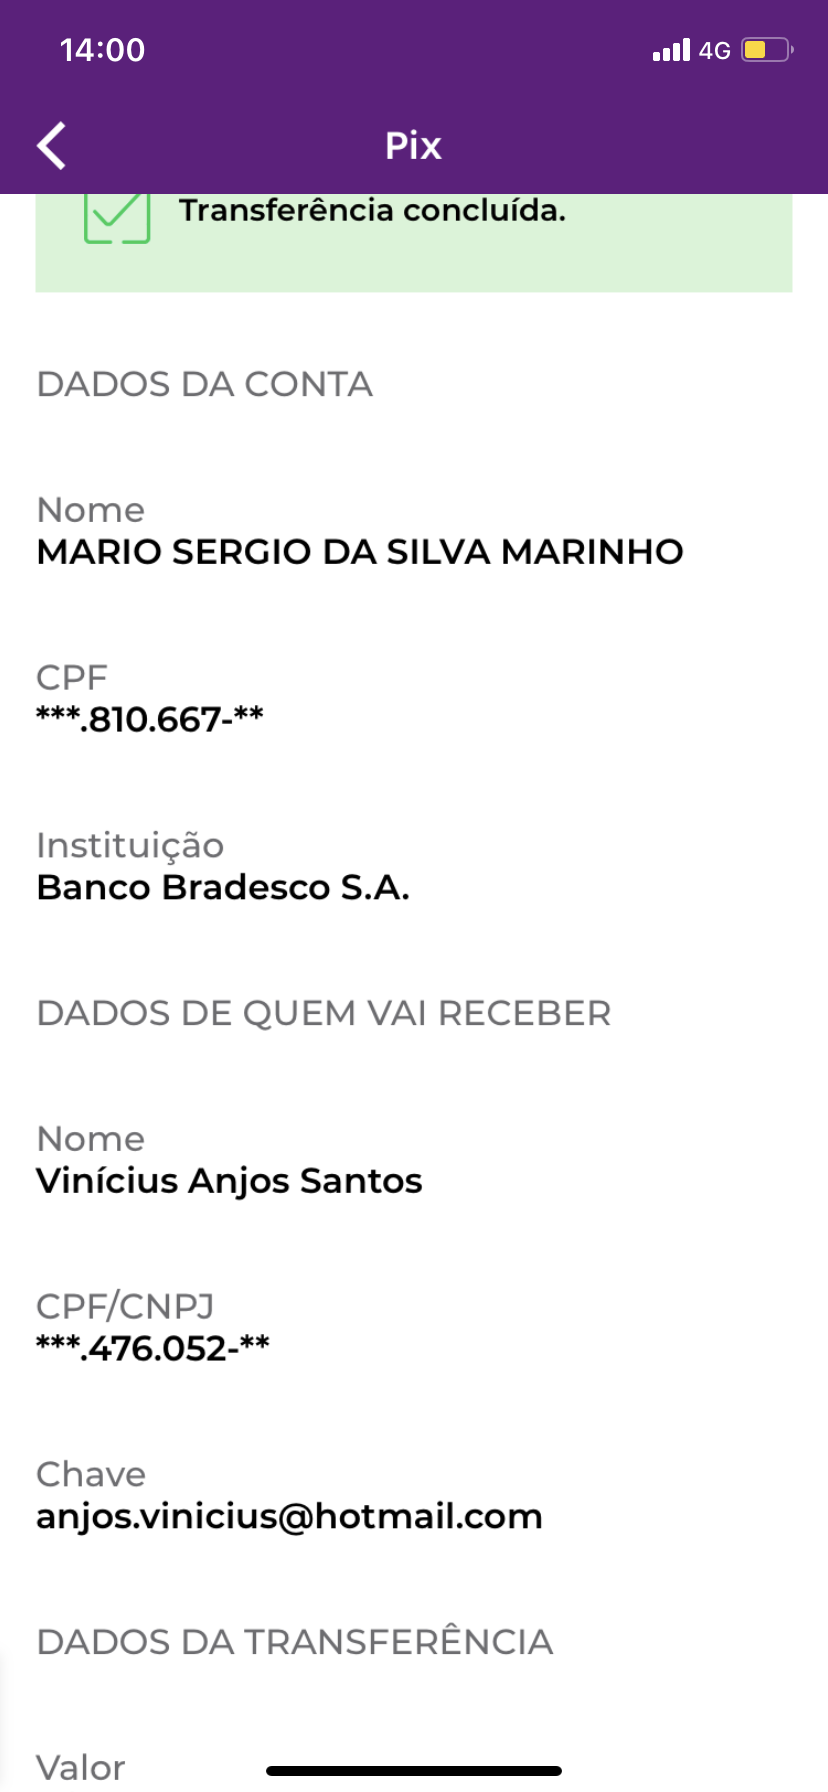 14:00
4G
Pix
Transferência concluída.
DADOS DA CONTA
Nome
MARIO SERGIO DA SILVA MARINHO
CPF
***.810.667-**
Instituição
Banco Bradesco S.A.
DADOS DE QUEM VAI RECEBER
Nome
Vinícius Anjos Santos
CPF/CNPJ
***.476.052-**
Chave
anjos.vinicius@hotmail.com
DADOS DA TRANSFERÊNCIA
Valor